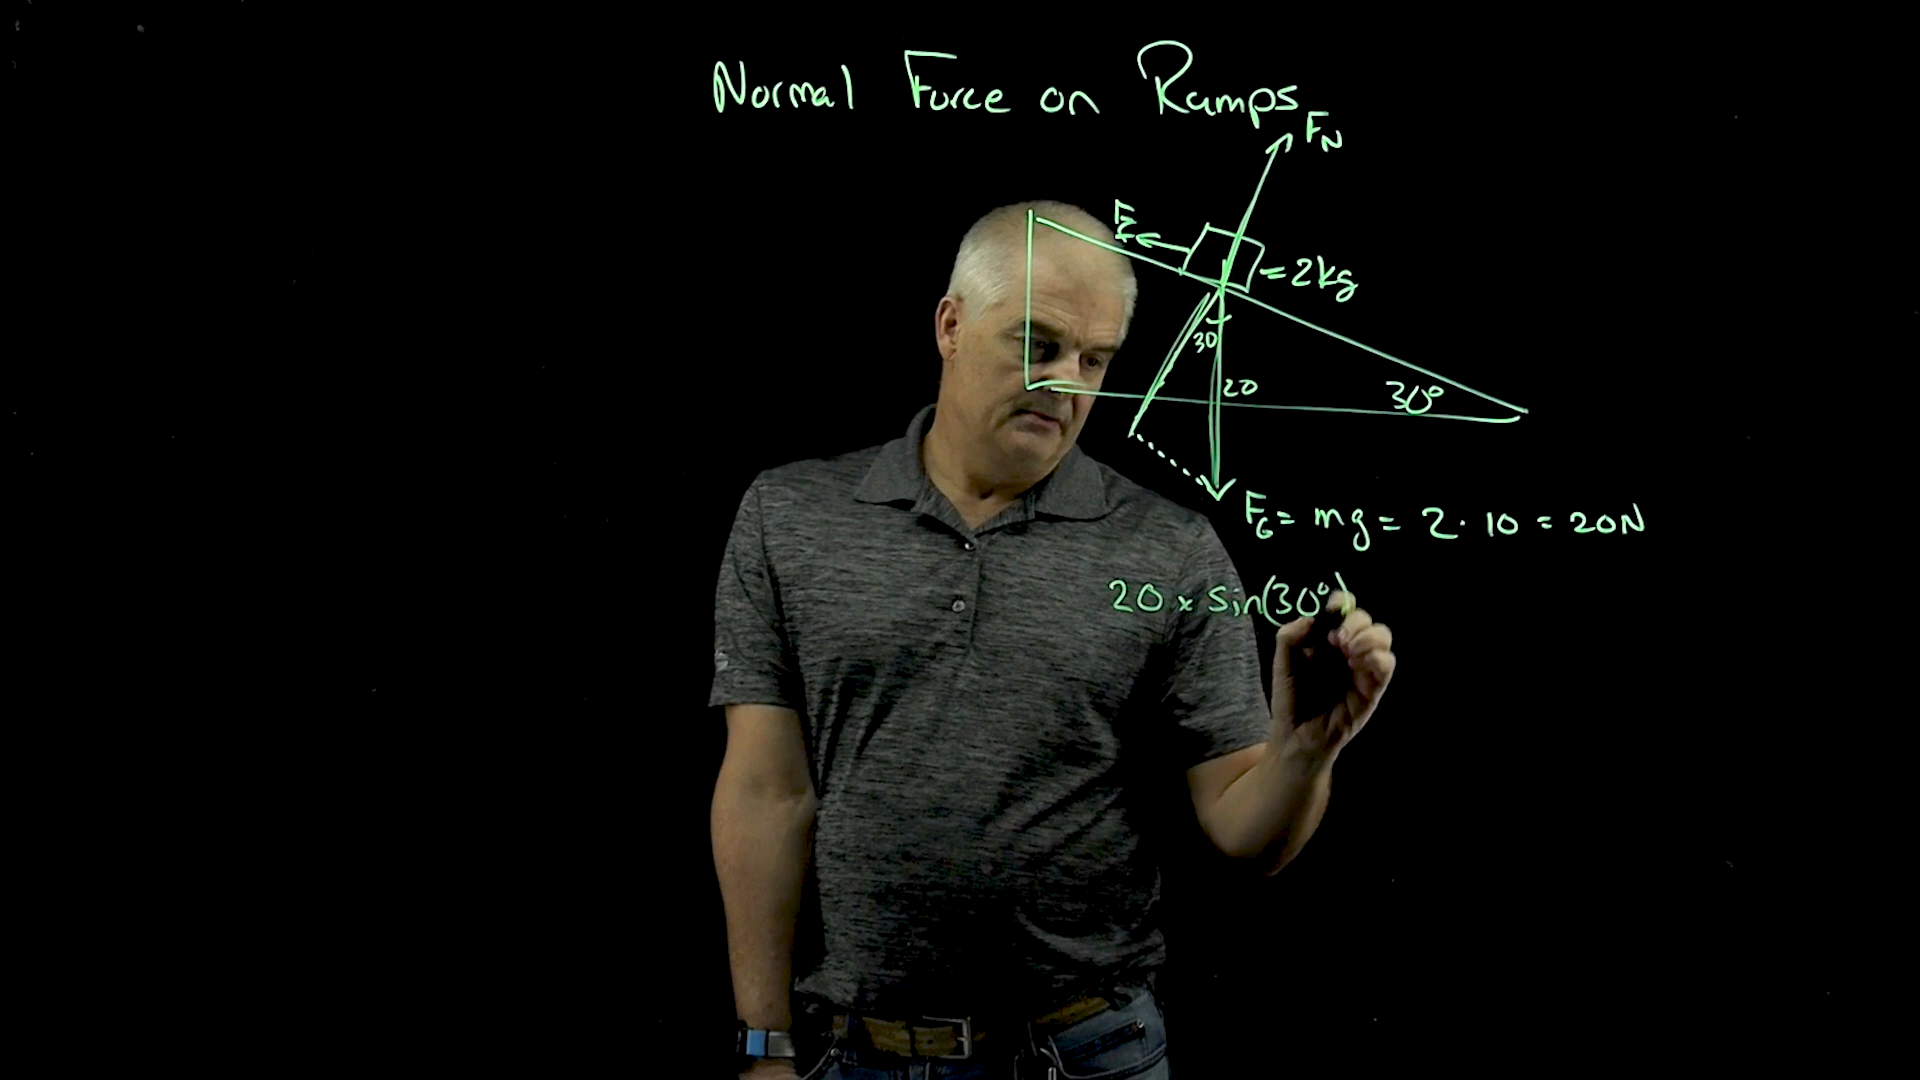 Normal Force on Ramps
FN
Ff
= 2kg
30
20
30°
FG = mg = 2 · 10 = 20N
20 x sin(30°)